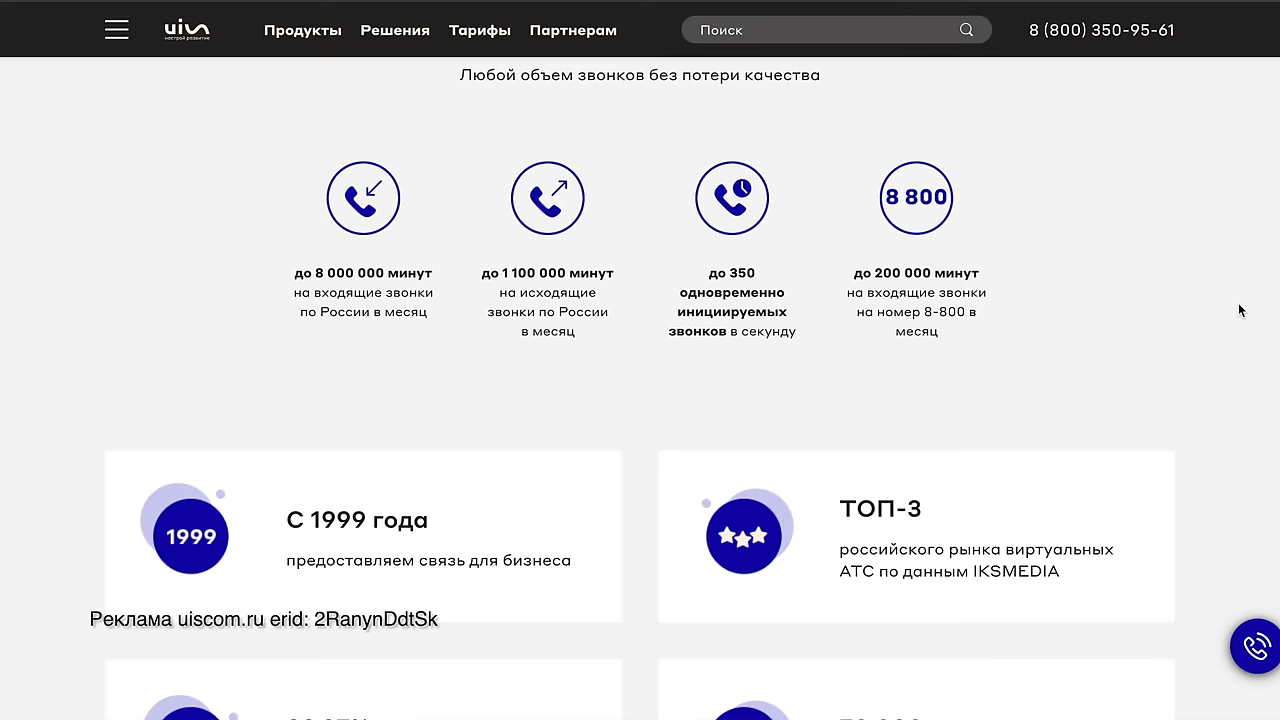 uis
Продукты Решения Тарифы Партнерам
Поиск
8 (800) 350-95-61
Любой объем звонков без потери качества
8 800
до 8 000 000 минут
на входящие звонки
по России в месяц
до 1 100 000 минут
на исходящие
звонки по России
в месяц
до 350
одновременно
инициируемых
звонков в секунду
до 200 000 минут
на входящие звонки
на номер 8-800 в
месяц
1999
С 1999 года
предоставляем связь для бизнеса
ТОП-3
российского рынка виртуальных
АТС по данным IKSMEDIA
Реклама uiscom.ru erid: 2RanynDdtSk